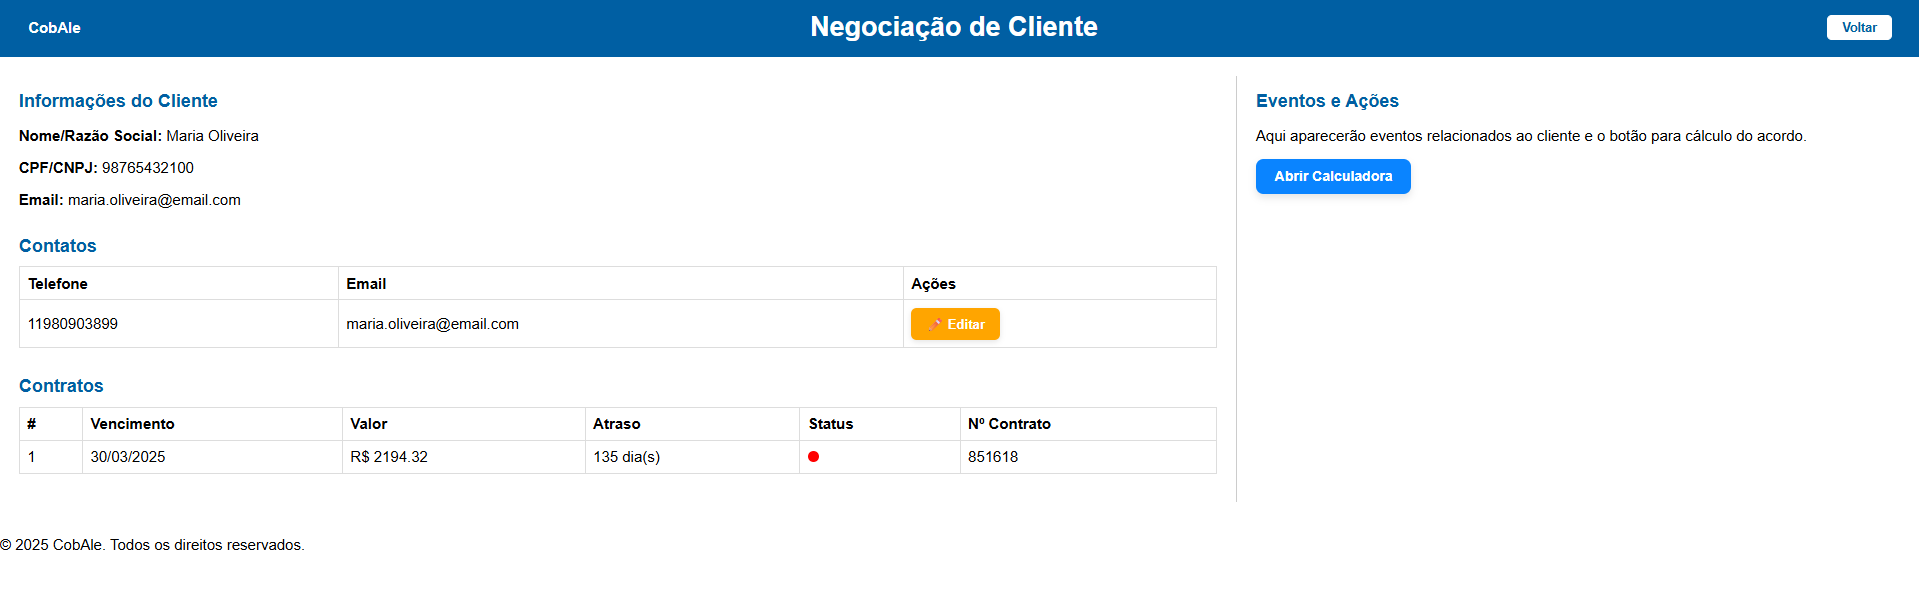 CobAle
Negociação de Cliente
Voltar
Informações do Cliente
Nome/Razão Social: Maria Oliveira
CPF/CNPJ: 98765432100
Email: maria.oliveira@email.com
Contatos
Telefone Email Ações
11980903899 maria.oliveira@email.com Editar
Contratos
# Vencimento Valor Atraso Status Nº Contrato
1 30/03/2025 R$ 2194.32 135 dia(s) 851618
Eventos e Ações
Aqui aparecerão eventos relacionados ao cliente e o botão para cálculo do acordo.
Abrir Calculadora
© 2025 CobAle. Todos os direitos reservados.